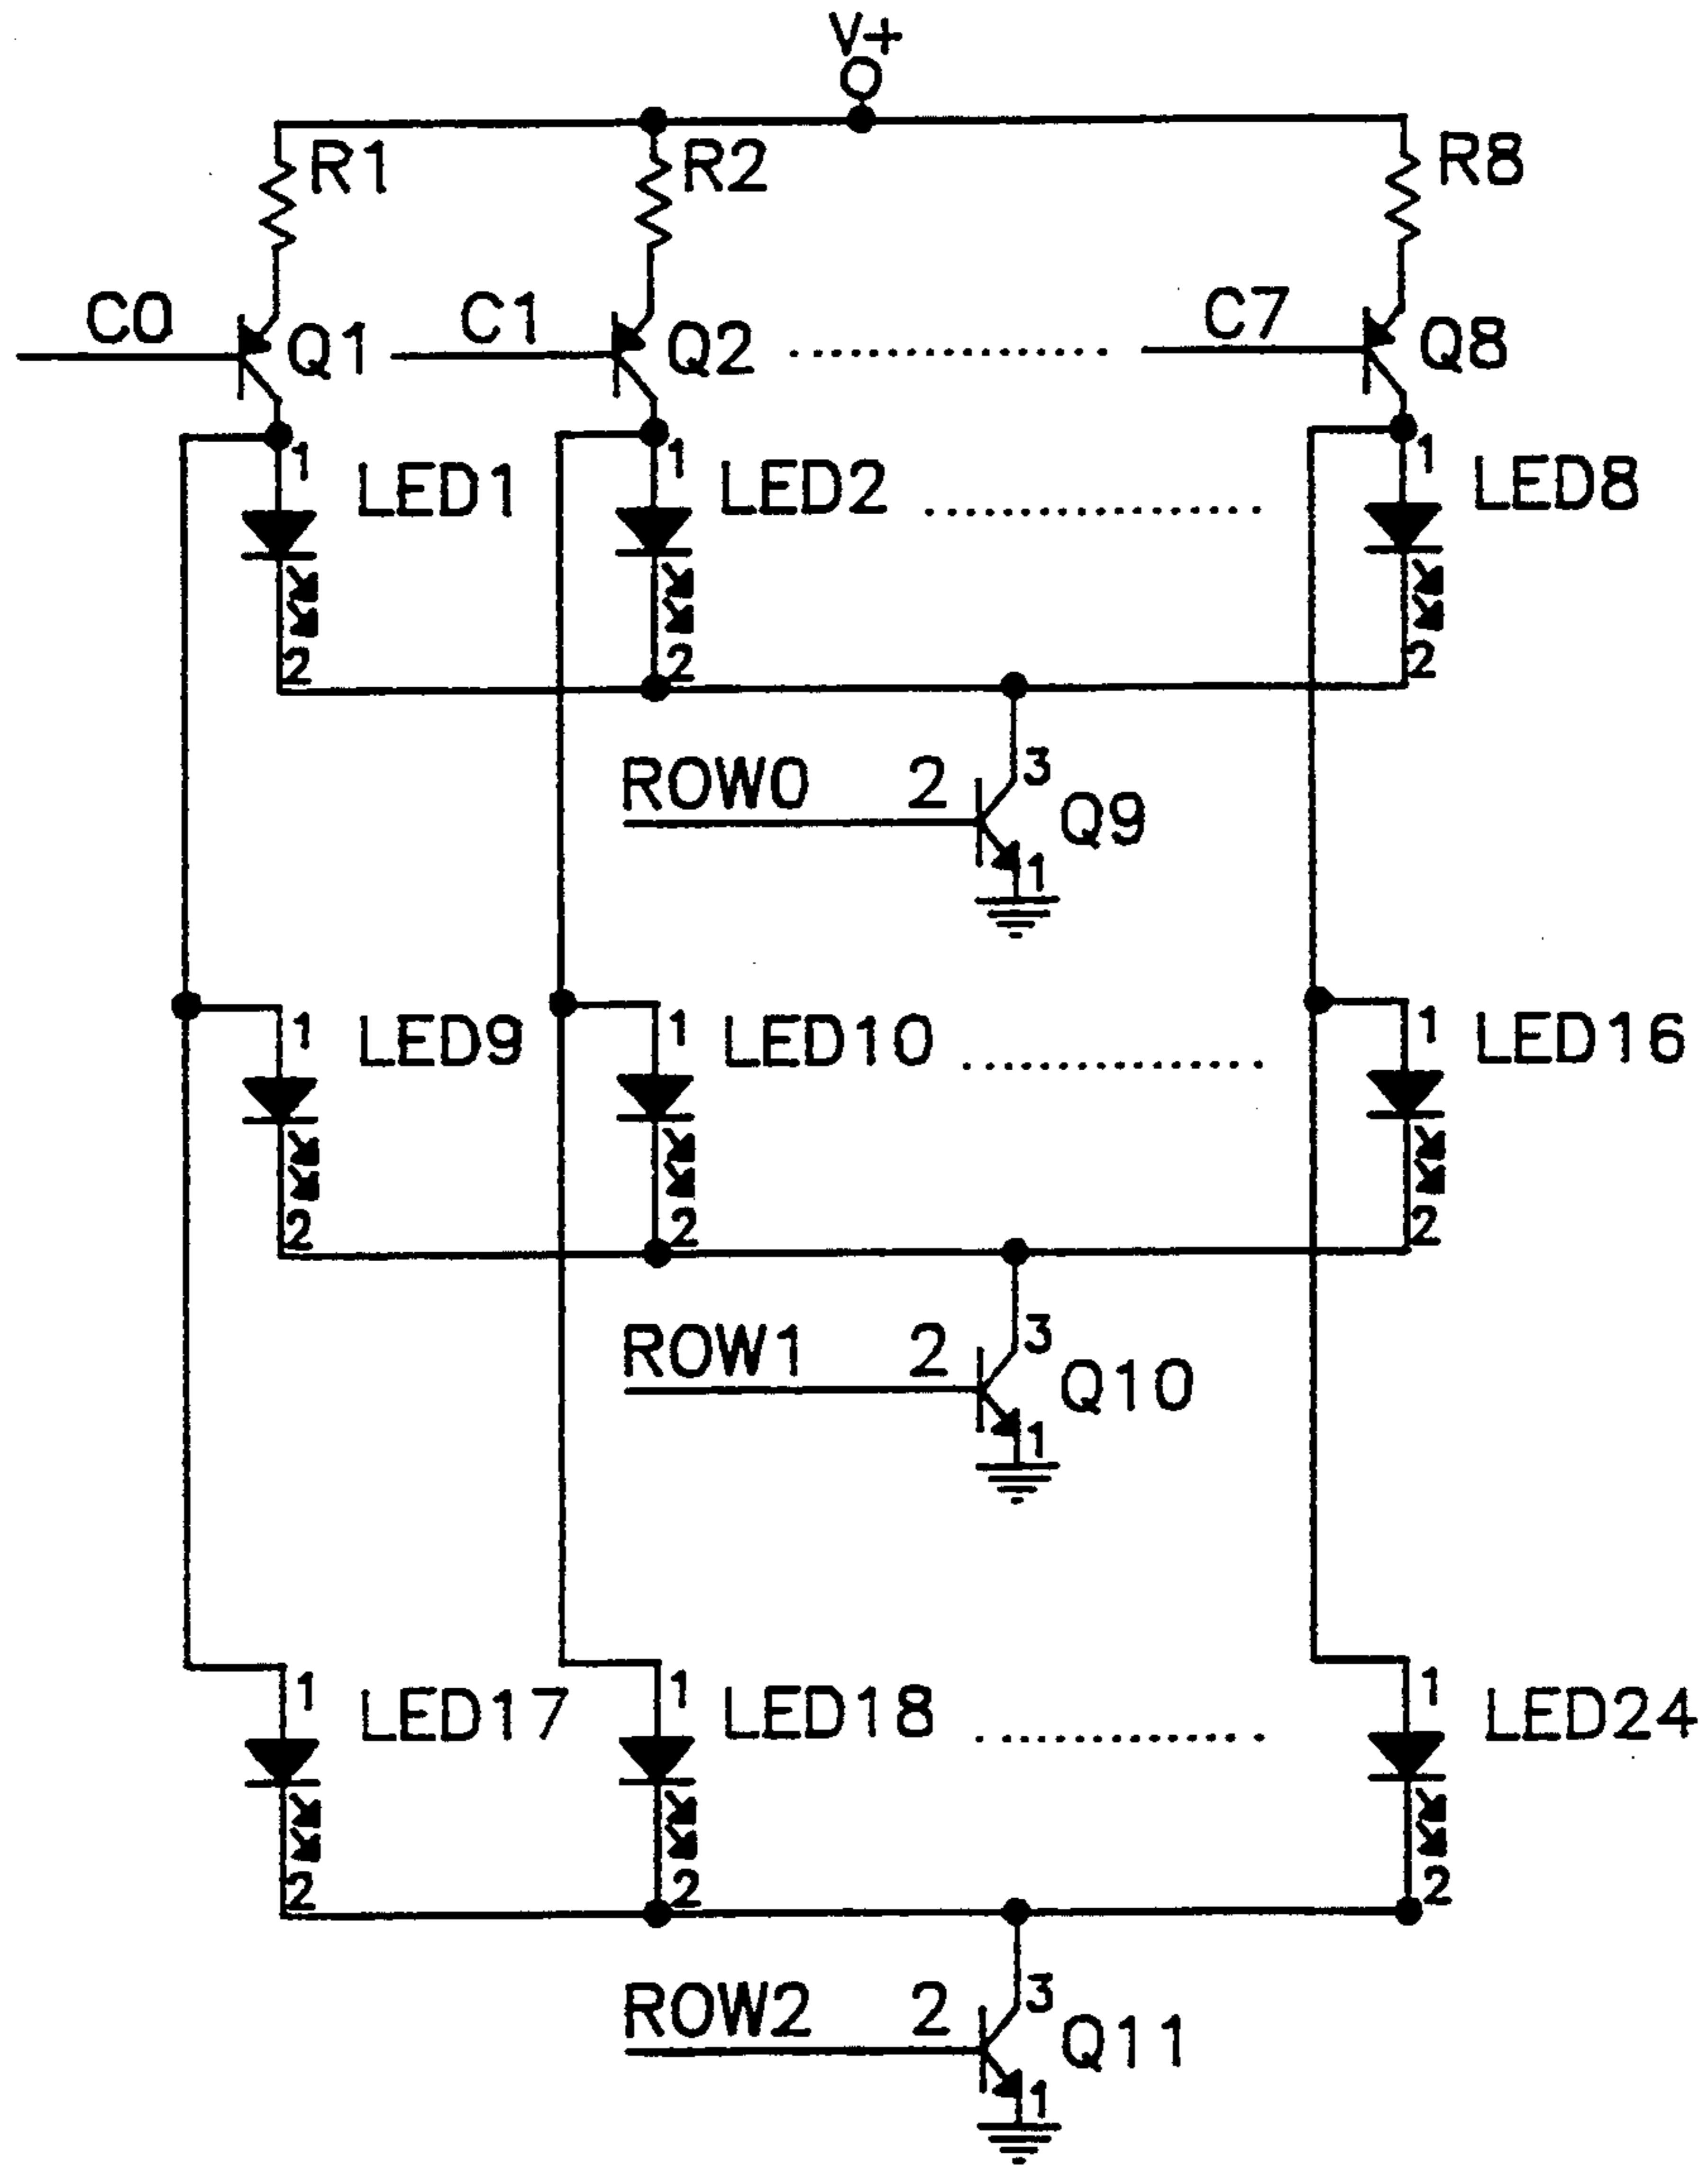 V+
R1 R2 R8
C0 Q1 C1 Q2 C7 Q8
1 LED1 1 LED2 1 LED8
2 2 2
ROW0 2 3 Q9
1
1 LED9 1 LED10 1 LED16
2 2 2
ROW1 2 3 Q10
1
1 LED17 1 LED18 1 LED24
2 2 2
ROW2 2 3 Q11
1